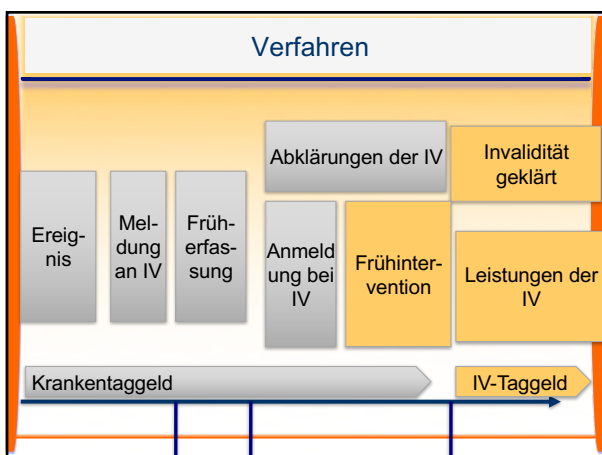 Verfahren
Abklärungen der IV
Invalidität
geklärt
Ereig-
nis
Mel-
dung
an IV
Früh-
erfas-
sung
Anmeld
ung bei
IV
Frühinter-
vention
Leistungen der
IV
Krankentaggeld
IV-Taggeld